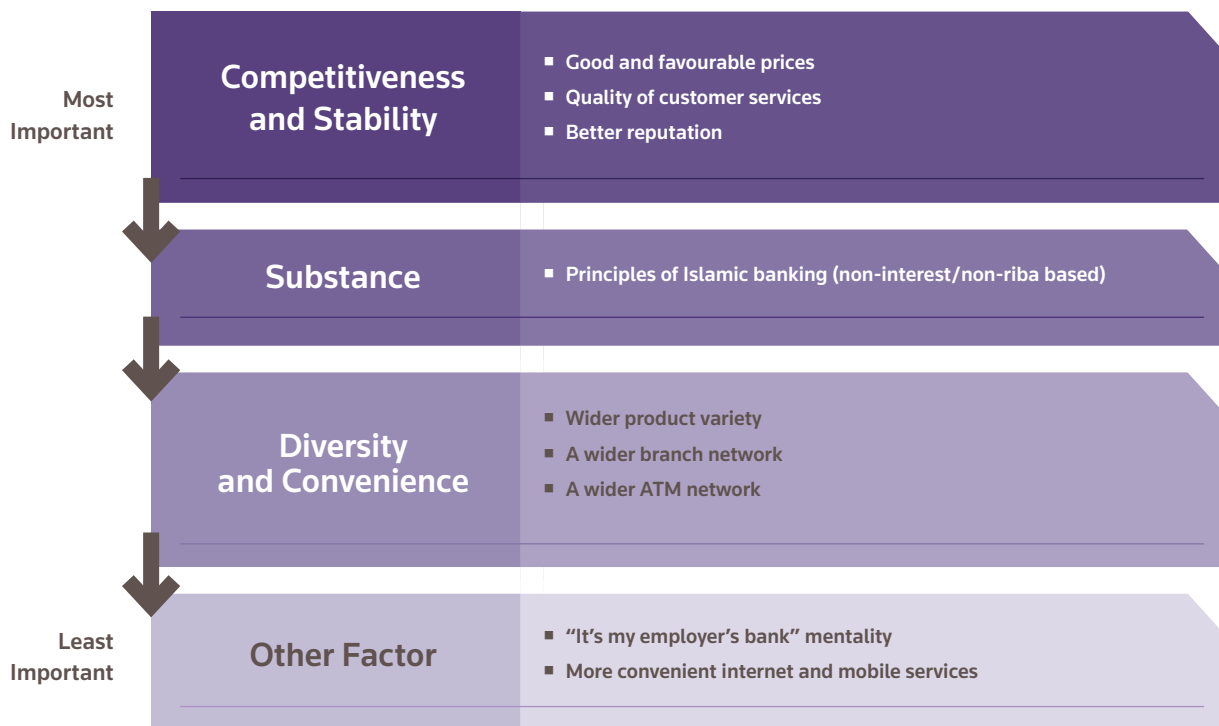 Most
Important
Competitiveness
and Stability
▪ Good and favourable prices
▪ Quality of customer services
▪ Better reputation
Substance
▪ Principles of Islamic banking (non-interest/non-riba based)
Diversity
and Convenience
▪ Wider product variety
▪ A wider branch network
▪ A wider ATM network
Least
Important
Other Factor
▪ “It’s my employer’s bank” mentality
▪ More convenient internet and mobile services